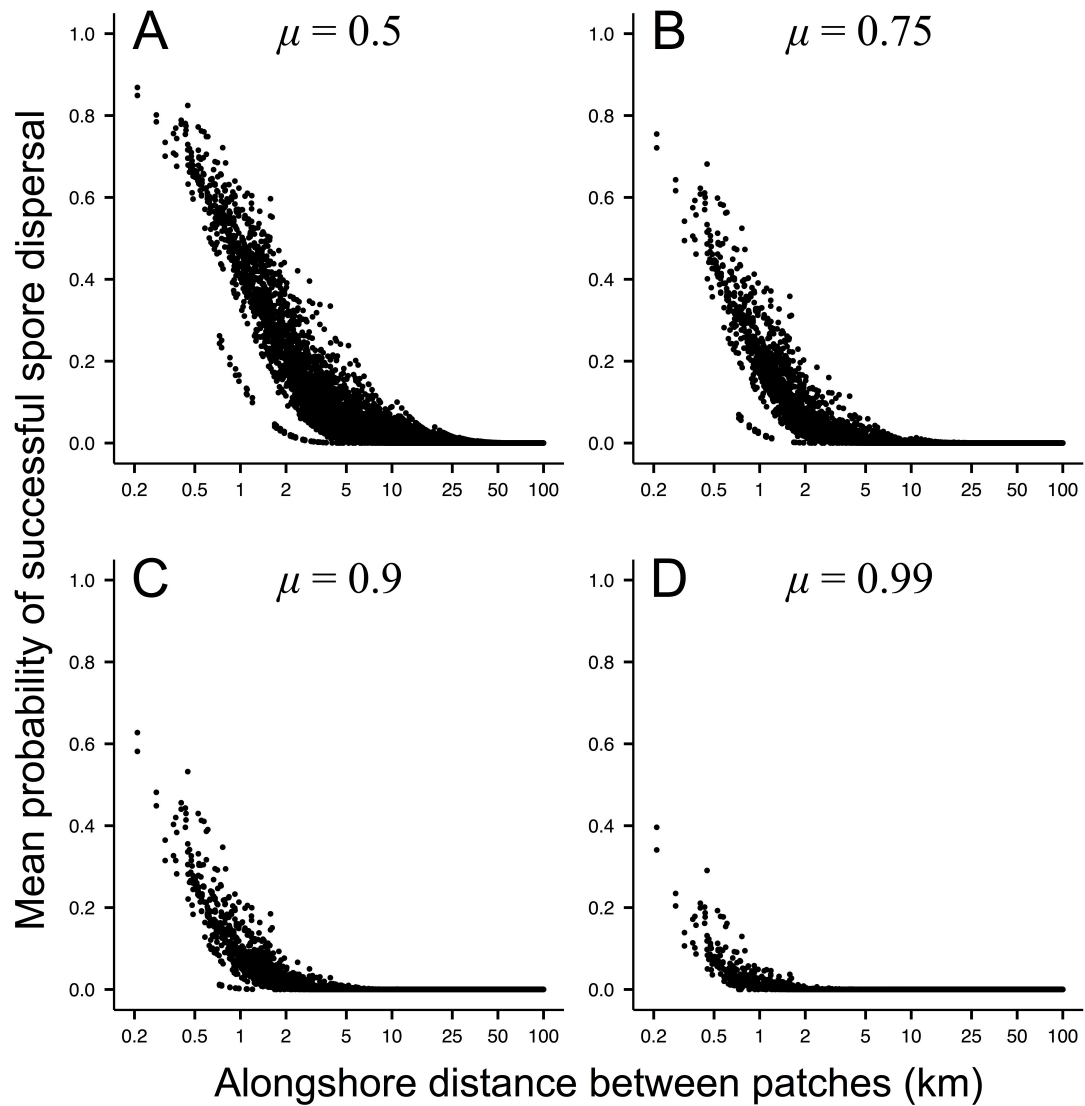 Mean probability of successful spore dispersal
A μ = 0.5
1.0
0.8
0.6
0.4
0.2
0.0
0.2 0.5 1 2 5 10 25 50 100
B μ = 0.75
1.0
0.8
0.6
0.4
0.2
0.0
0.2 0.5 1 2 5 10 25 50 100
C μ = 0.9
1.0
0.8
0.6
0.4
0.2
0.0
0.2 0.5 1 2 5 10 25 50 100
D μ = 0.99
1.0
0.8
0.6
0.4
0.2
0.0
0.2 0.5 1 2 5 10 25 50 100
Alongshore distance between patches (km)